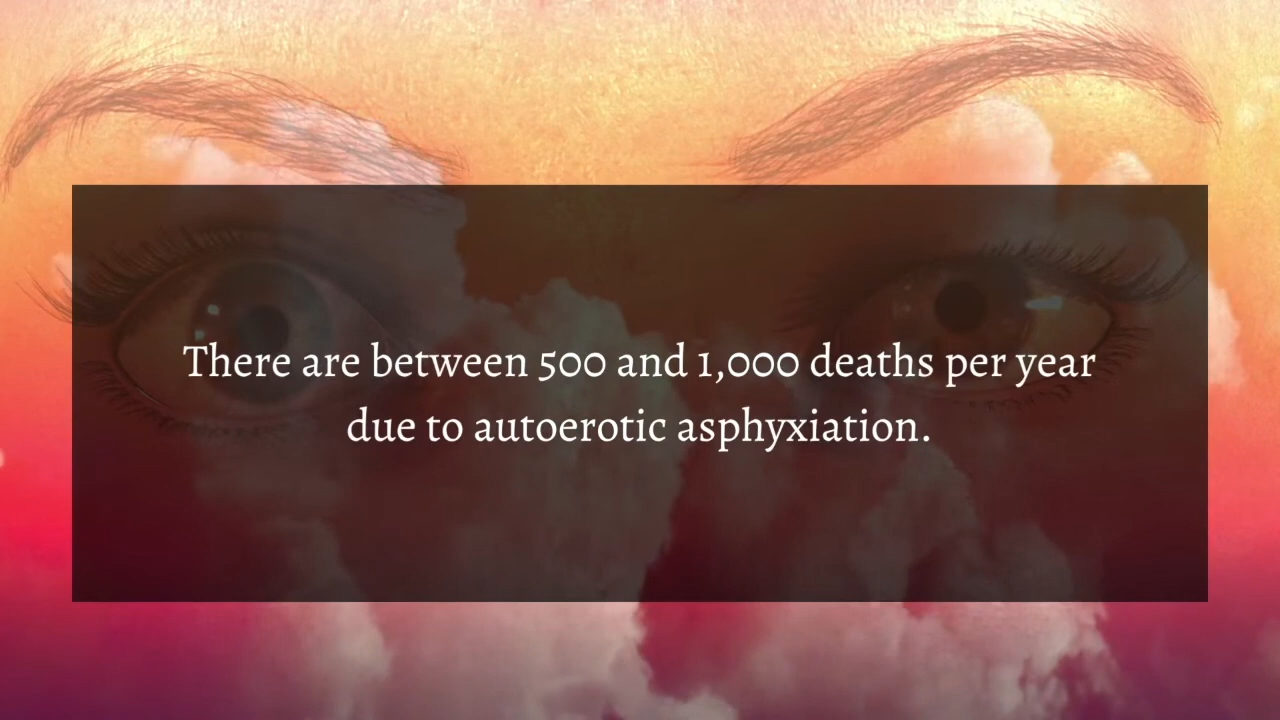 There are between 500 and 1,000 deaths per year
due to autoerotic asphyxiation.